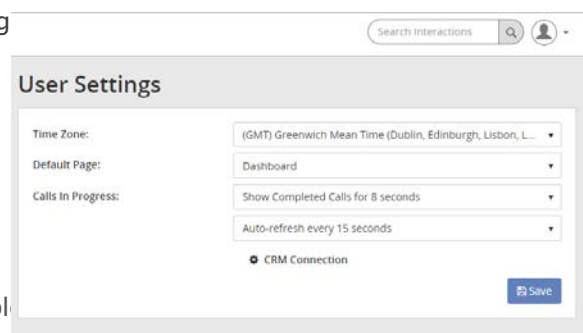 g
Search Interactions
User Settings
Time Zone: (GMT) Greenwich Mean Time (Dublin, Edinburgh, Lisbon, L...
Default Page: Dashboard
Calls In Progress: Show Completed Calls for 8 seconds
Auto-refresh every 15 seconds
CRM Connection
Save